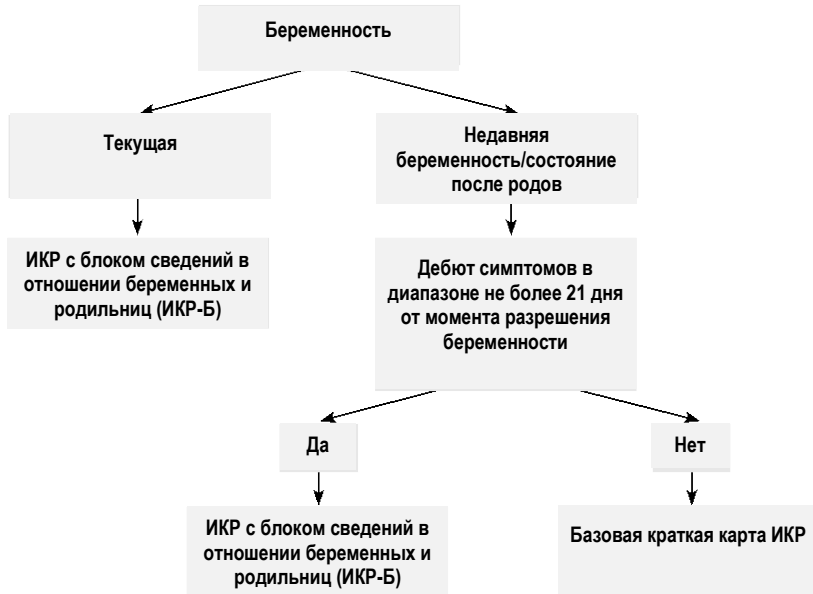 Беременность
Текущая
Недавняя
беременность/состояние
после родов
ИКР с блоком сведений в
отношении беременных и
родильниц (ИКР-Б)
Дебют симптомов в
диапазоне не более 21 дня
от момента разрешения
беременности
Да
Нет
ИКР с блоком сведений в
отношении беременных и
родильниц (ИКР-Б)
Базовая краткая карта ИКР